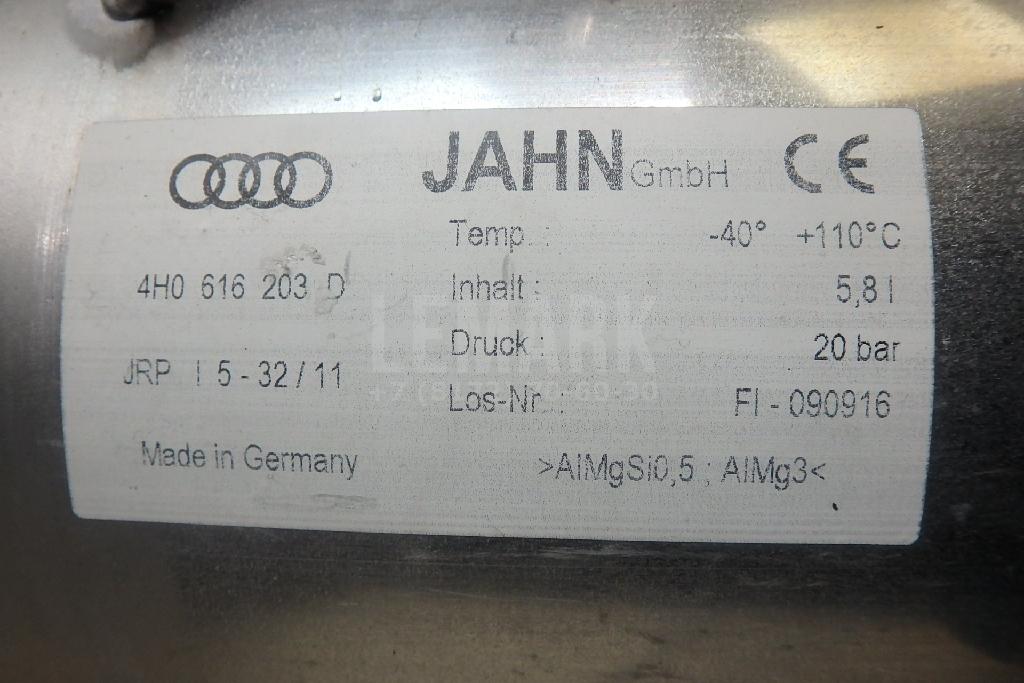 JAHN GmbH CE
Temp. : -40° +110°C
4H0 616 203 D
Inhalt : 5,8 l
Druck : 20 bar
JRP I 5 - 32 / 11
Los-Nr. : FI - 090916
Made in Germany
>AlMgSi0,5 ; AlMg3<
LEMARK